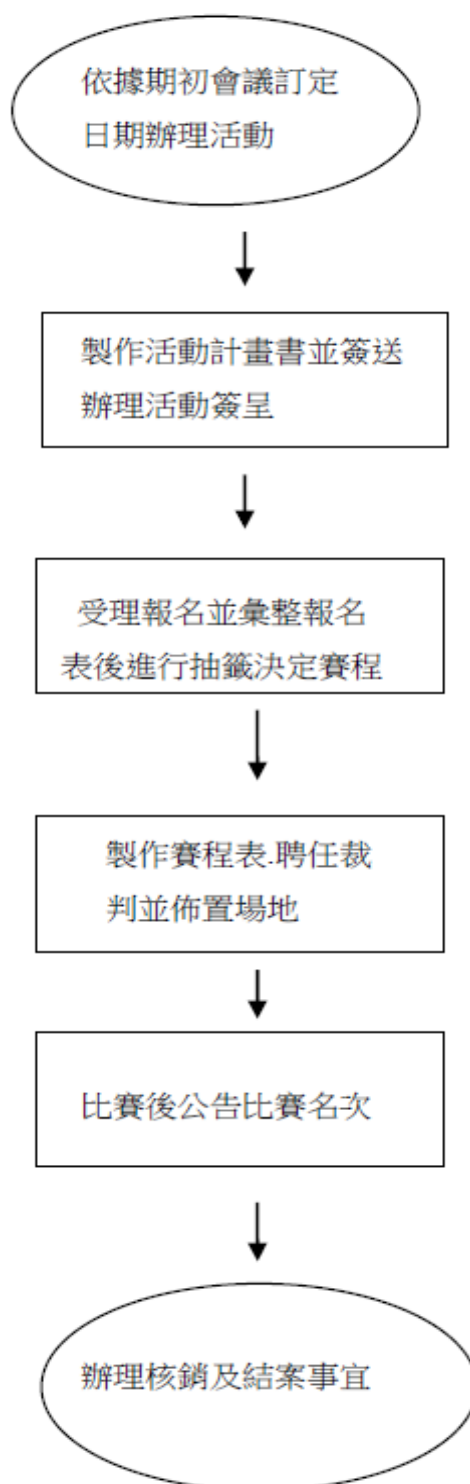 依據期初會議訂定
日期辦理活動
製作活動計畫書並簽送
辦理活動簽呈
受理報名並彙整報名
表後進行抽籤決定賽程
製作賽程表.聘任裁
判並佈置場地
比賽後公告比賽名次
辦理核銷及結案事宜